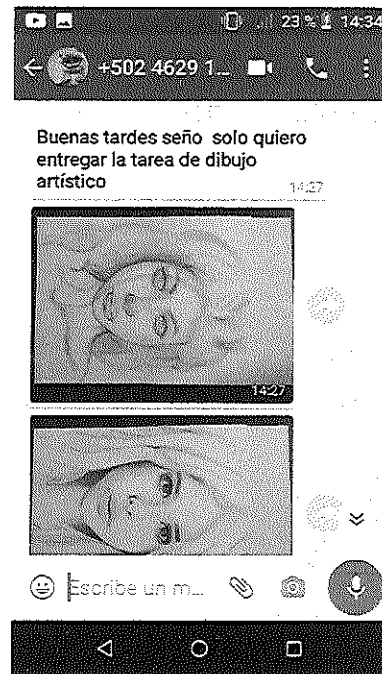 23 % 14:34
+502 4629 1...
Buenas tardes seño solo quiero
entregar la tarea de dibujo
artístico
14:27
14:27
Escribe un m...